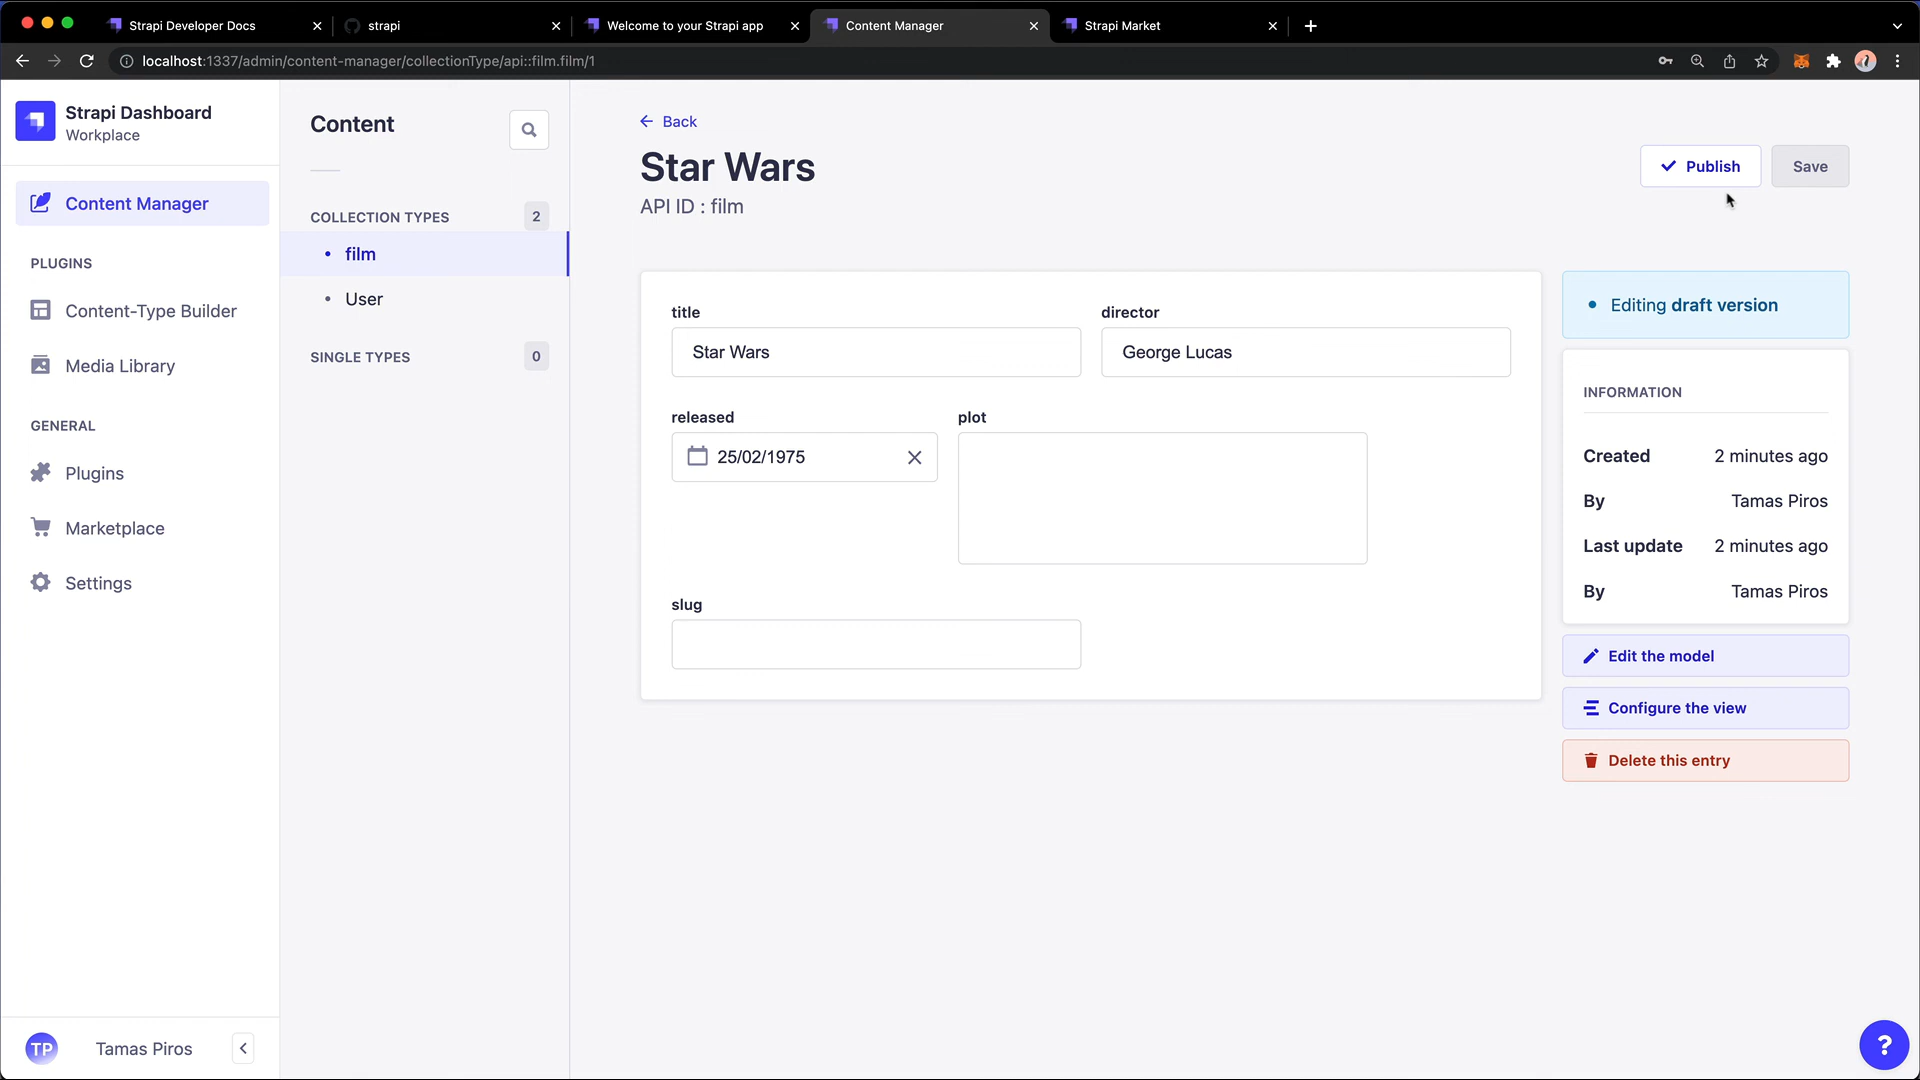 Strapi Developer Docs
strapi
Welcome to your Strapi app
Content Manager
Strapi Market
localhost:1337/admin/content-manager/collectionType/api::film.film/1
Strapi Dashboard
Workplace
Content Manager
PLUGINS
Content-Type Builder
Media Library
GENERAL
Plugins
Marketplace
Settings
TP
Tamas Piros
Content
COLLECTION TYPES 2
film
User
SINGLE TYPES 0
Back
Star Wars
API ID : film
Publish
Save
title
Star Wars
director
George Lucas
released
25/02/1975
plot
slug
Editing draft version
INFORMATION
Created 2 minutes ago
By Tamas Piros
Last update 2 minutes ago
By Tamas Piros
Edit the model
Configure the view
Delete this entry
?